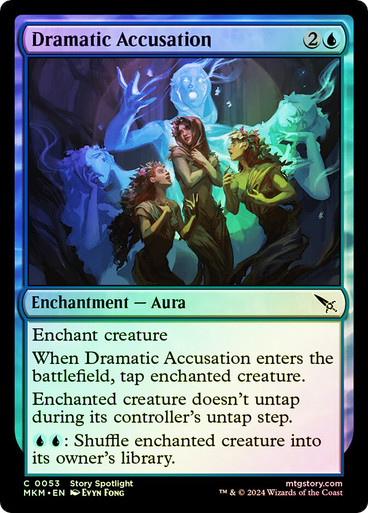 Dramatic Accusation 2
Enchantment — Aura
Enchant creature
When Dramatic Accusation enters the
battlefield, tap enchanted creature.
Enchanted creature doesn't untap
during its controller's untap step.
: Shuffle enchanted creature into
its owner's library.
C 0053 Story Spotlight mtgstory.com
MKM • EN Evyn Fong ™ & © 2024 Wizards of the Coast